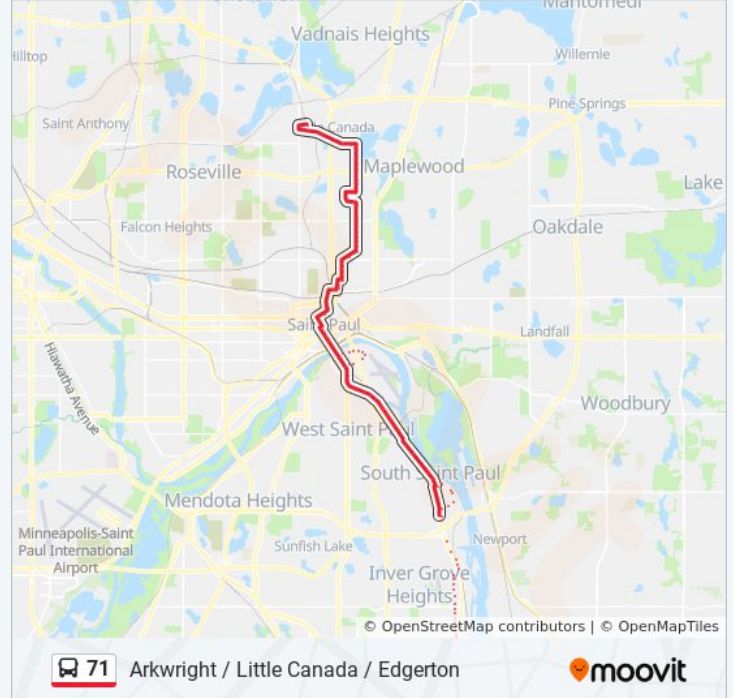 Mahtomedi
Vadnais Heights
Hilltop
Willernie
Pine Springs
Saint Anthony
Canada
Roseville
Maplewood
Lake
Falcon Heights
Oakdale
Saint Paul
Landfall
Hiawatha Avenue
Woodbury
West Saint Paul
South Saint Paul
Mendota Heights
Minneapolis-Saint
Paul International
Airport
Sunfish Lake
Newport
Inver Grove
Heights
© OpenStreetMap contributors | © OpenMapTiles
71 Arkwright / Little Canada / Edgerton
moovit